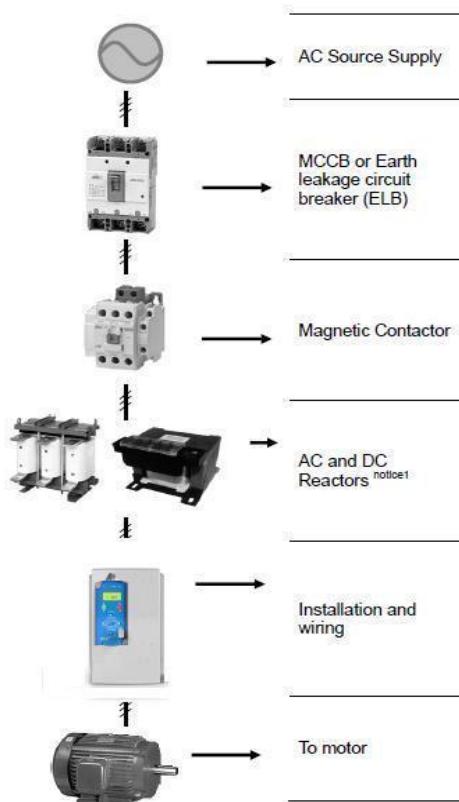 AC Source Supply
MCCB or Earth
leakage circuit
breaker (ELB)
Magnetic Contactor
AC and DC
Reactors notice1
Installation and
wiring
To motor